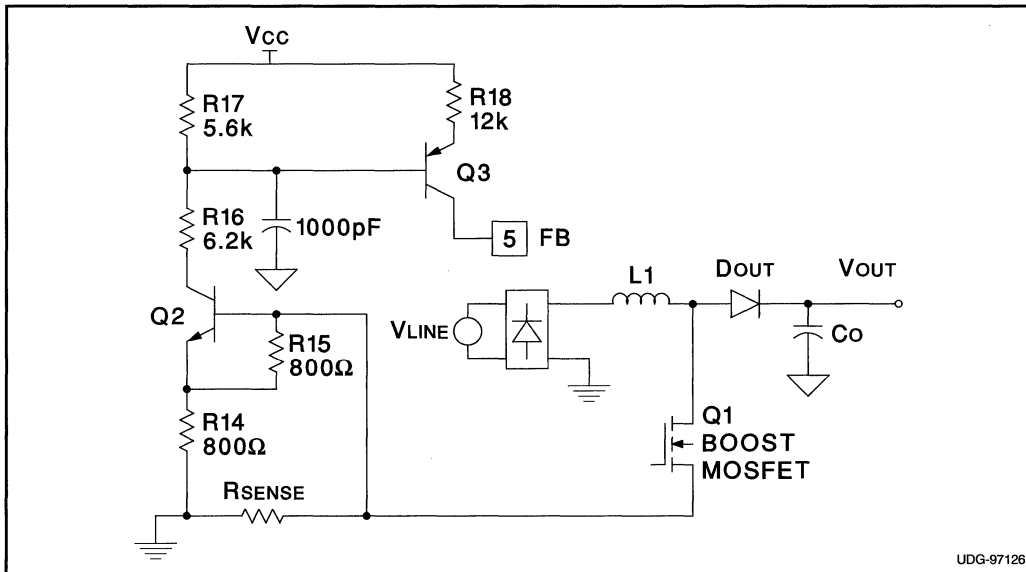 VCC
R17
5.6k
R18
12k
Q3
R16
6.2k
1000pF
5 FB
Q2
R15
800Ω
R14
800Ω
RSENSE
VLINE
L1
DOUT
VOUT
CO
Q1
BOOST
MOSFET
UDG-97126